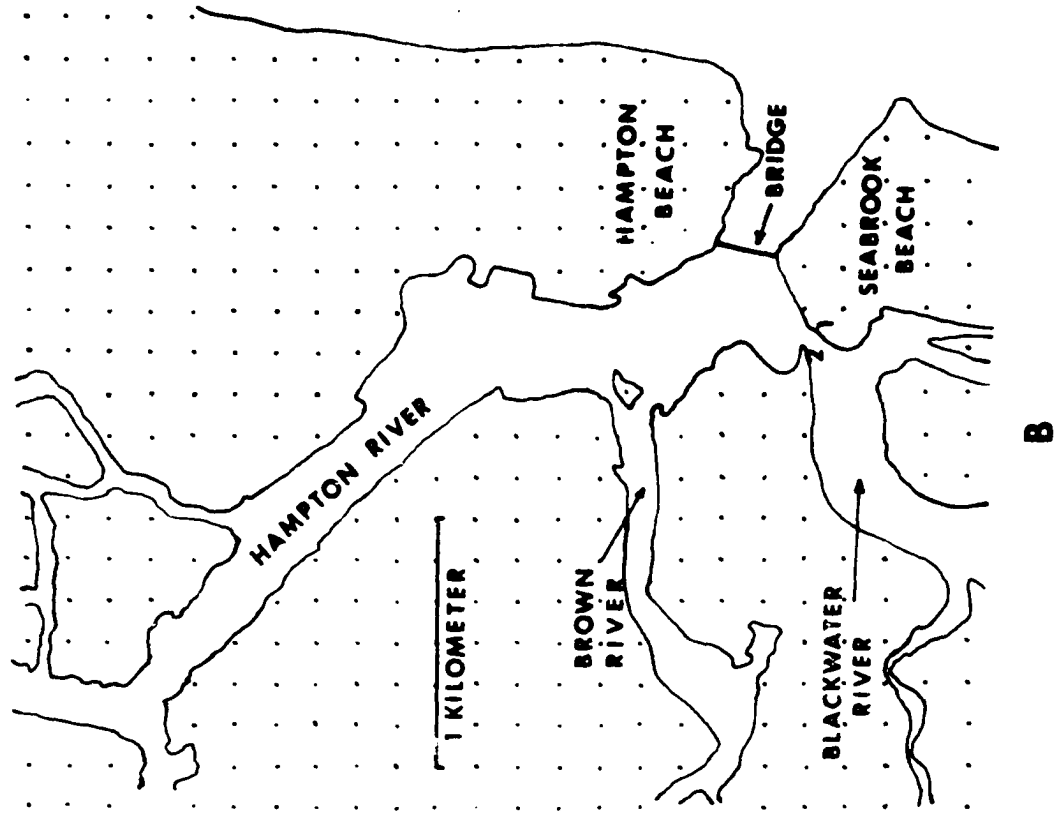 HAMPTON
BEACH
BRIDGE
SEABROOK
BEACH
HAMPTON RIVER
1 KILOMETER
BROWN
RIVER
BLACKWATER
RIVER
B